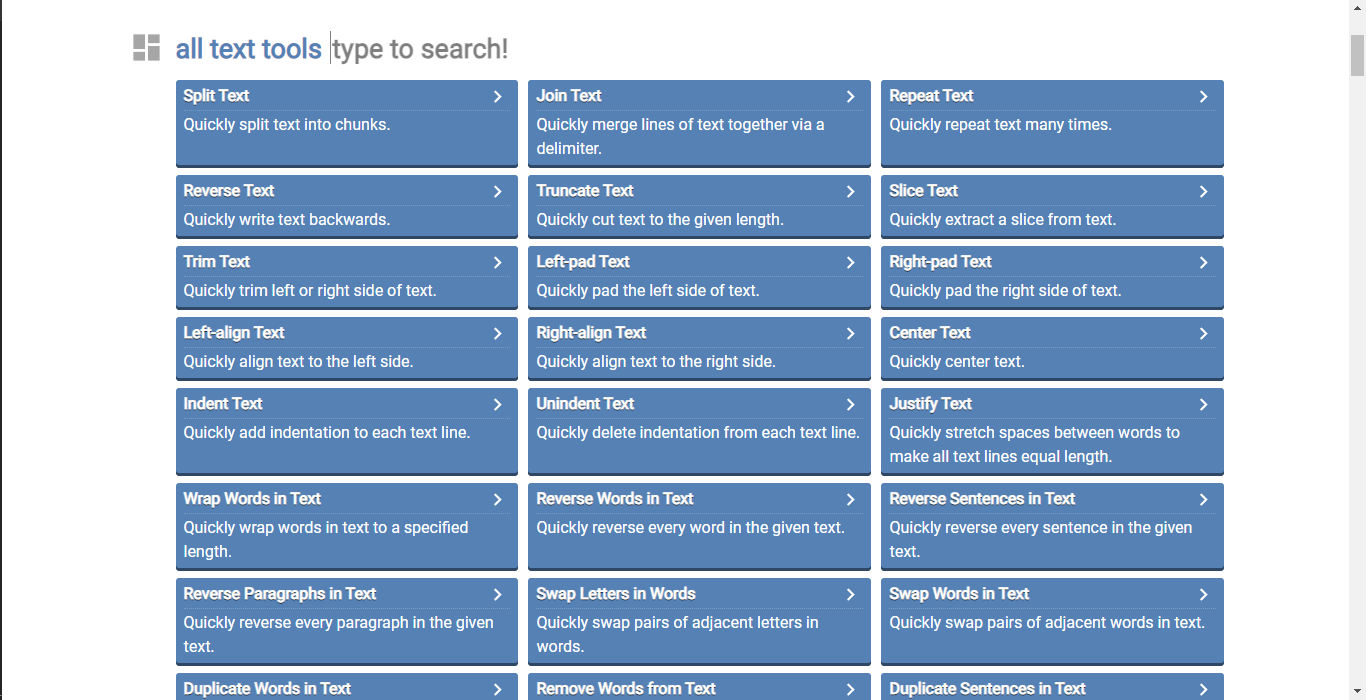 all text tools type to search!
Split Text
Quickly split text into chunks.
Join Text
Quickly merge lines of text together via a
delimiter.
Repeat Text
Quickly repeat text many times.
Reverse Text
Quickly write text backwards.
Truncate Text
Quickly cut text to the given length.
Slice Text
Quickly extract a slice from text.
Trim Text
Quickly trim left or right side of text.
Left-pad Text
Quickly pad the left side of text.
Right-pad Text
Quickly pad the right side of text.
Left-align Text
Quickly align text to the left side.
Right-align Text
Quickly align text to the right side.
Center Text
Quickly center text.
Indent Text
Quickly add indentation to each text line.
Unindent Text
Quickly delete indentation from each text line.
Justify Text
Quickly stretch spaces between words to
make all text lines equal length.
Wrap Words in Text
Quickly wrap words in text to a specified
length.
Reverse Words in Text
Quickly reverse every word in the given text.
Reverse Sentences in Text
Quickly reverse every sentence in the given
text.
Reverse Paragraphs in Text
Quickly reverse every paragraph in the given
text.
Swap Letters in Words
Quickly swap pairs of adjacent letters in
words.
Swap Words in Text
Quickly swap pairs of adjacent words in text.
Duplicate Words in Text
Remove Words from Text
Duplicate Sentences in Text